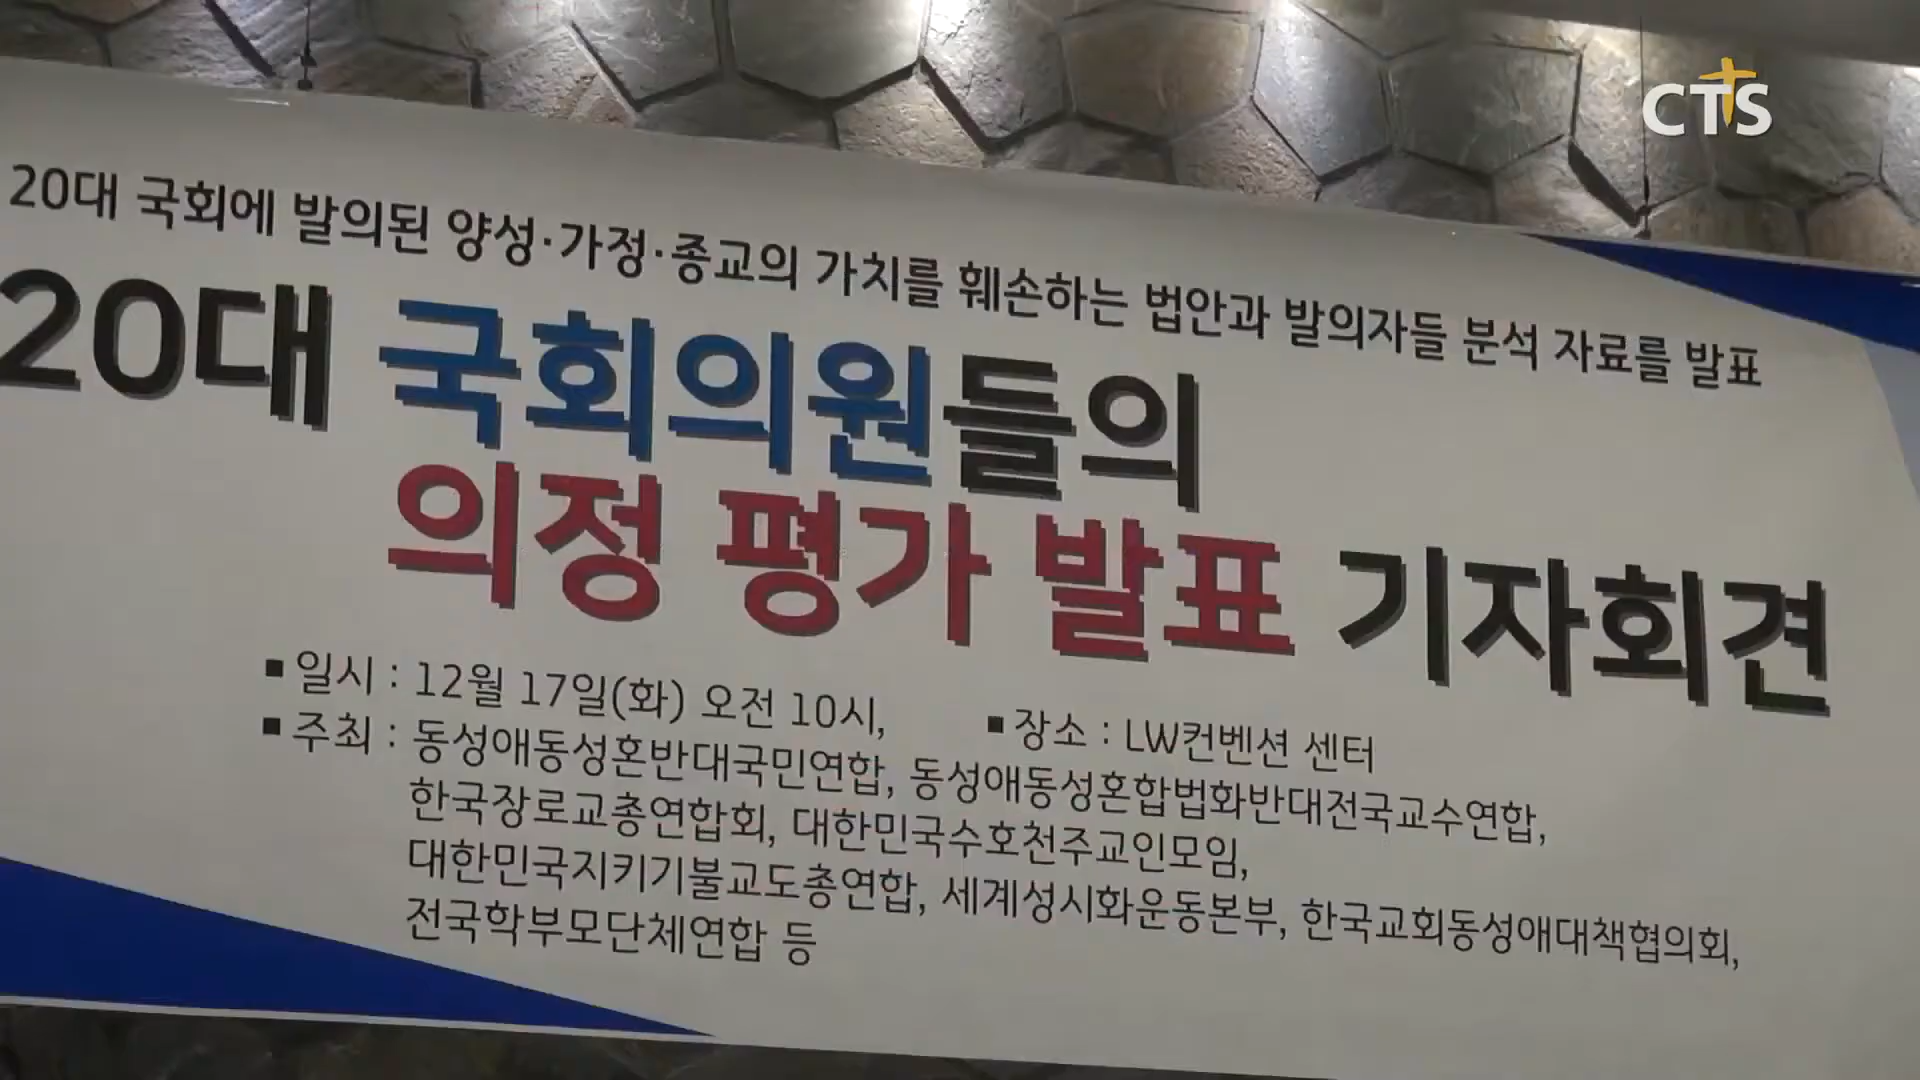 CTS
20대 국회에 발의된 양성·가정·종교의 가치를 훼손하는 법안과 발의자들 분석 자료를 발표
20대 국회의원들의
의정 평가 발표 기자회견
▪ 일시 : 12월 17일(화) 오전 10시, ▪ 장소 : LW컨벤션 센터
▪ 주최 : 동성애동성혼반대국민연합, 동성애동성혼합법화반대전국교수연합,
한국장로교총연합회, 대한민국수호천주교인모임,
대한민국지키기불교도총연합, 세계성시화운동본부, 한국교회동성애대책협의회,
전국학부모단체연합 등